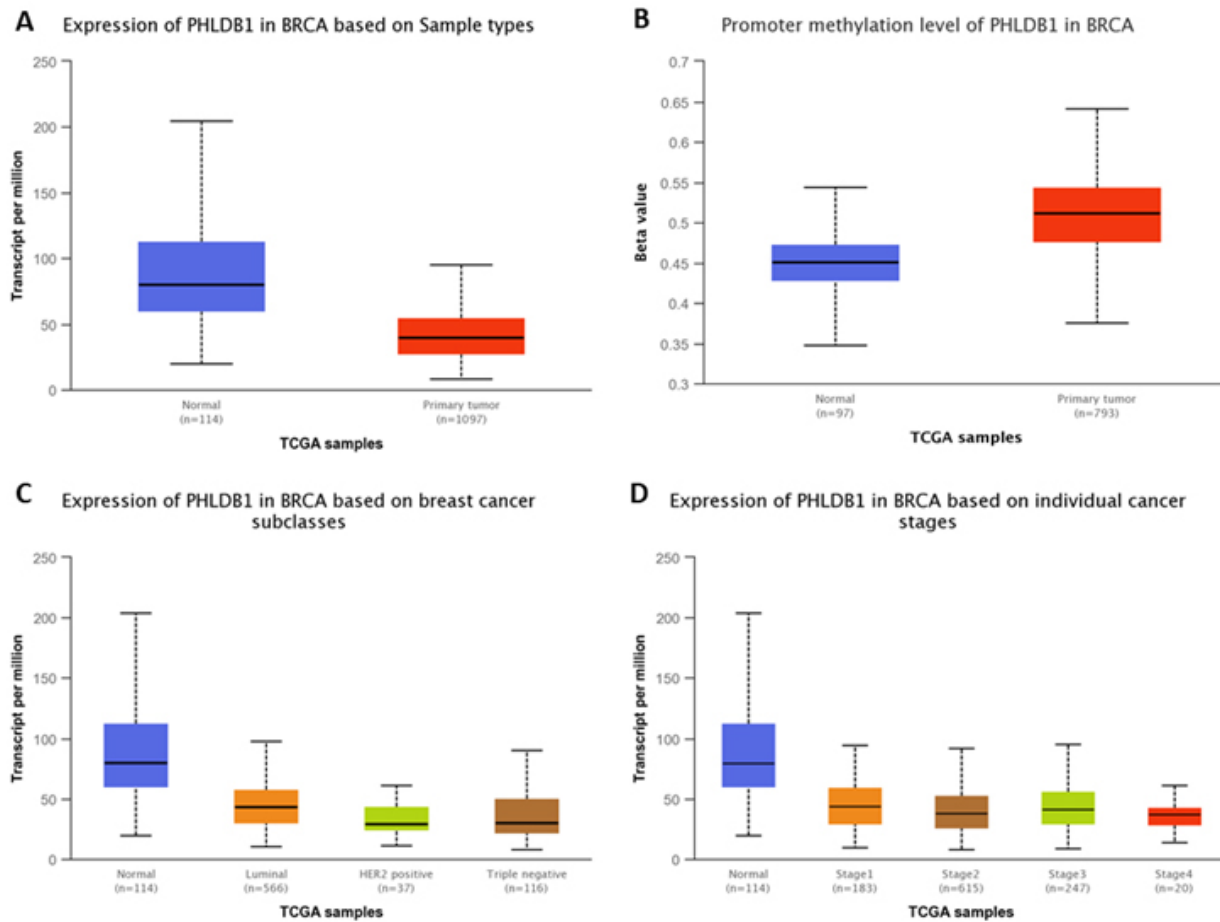 A
Expression of PHLDB1 in BRCA based on Sample types
Transcript per million
250
200
150
100
50
0
Normal
(n=114)
Primary tumor
(n=1097)
TCGA samples
B
Promoter methylation level of PHLDB1 in BRCA
Beta value
0.7
0.65
0.6
0.55
0.5
0.45
0.4
0.35
0.3
Normal
(n=97)
Primary tumor
(n=793)
TCGA samples
C
Expression of PHLDB1 in BRCA based on breast cancer
subclasses
Transcript per million
250
200
150
100
50
0
Normal
(n=114)
Luminal
(n=566)
HER2 positive
(n=37)
Triple negative
(n=116)
TCGA samples
D
Expression of PHLDB1 in BRCA based on individual cancer
stages
Transcript per million
250
200
150
100
50
0
Normal
(n=114)
Stage1
(n=183)
Stage2
(n=615)
Stage3
(n=247)
Stage4
(n=20)
TCGA samples